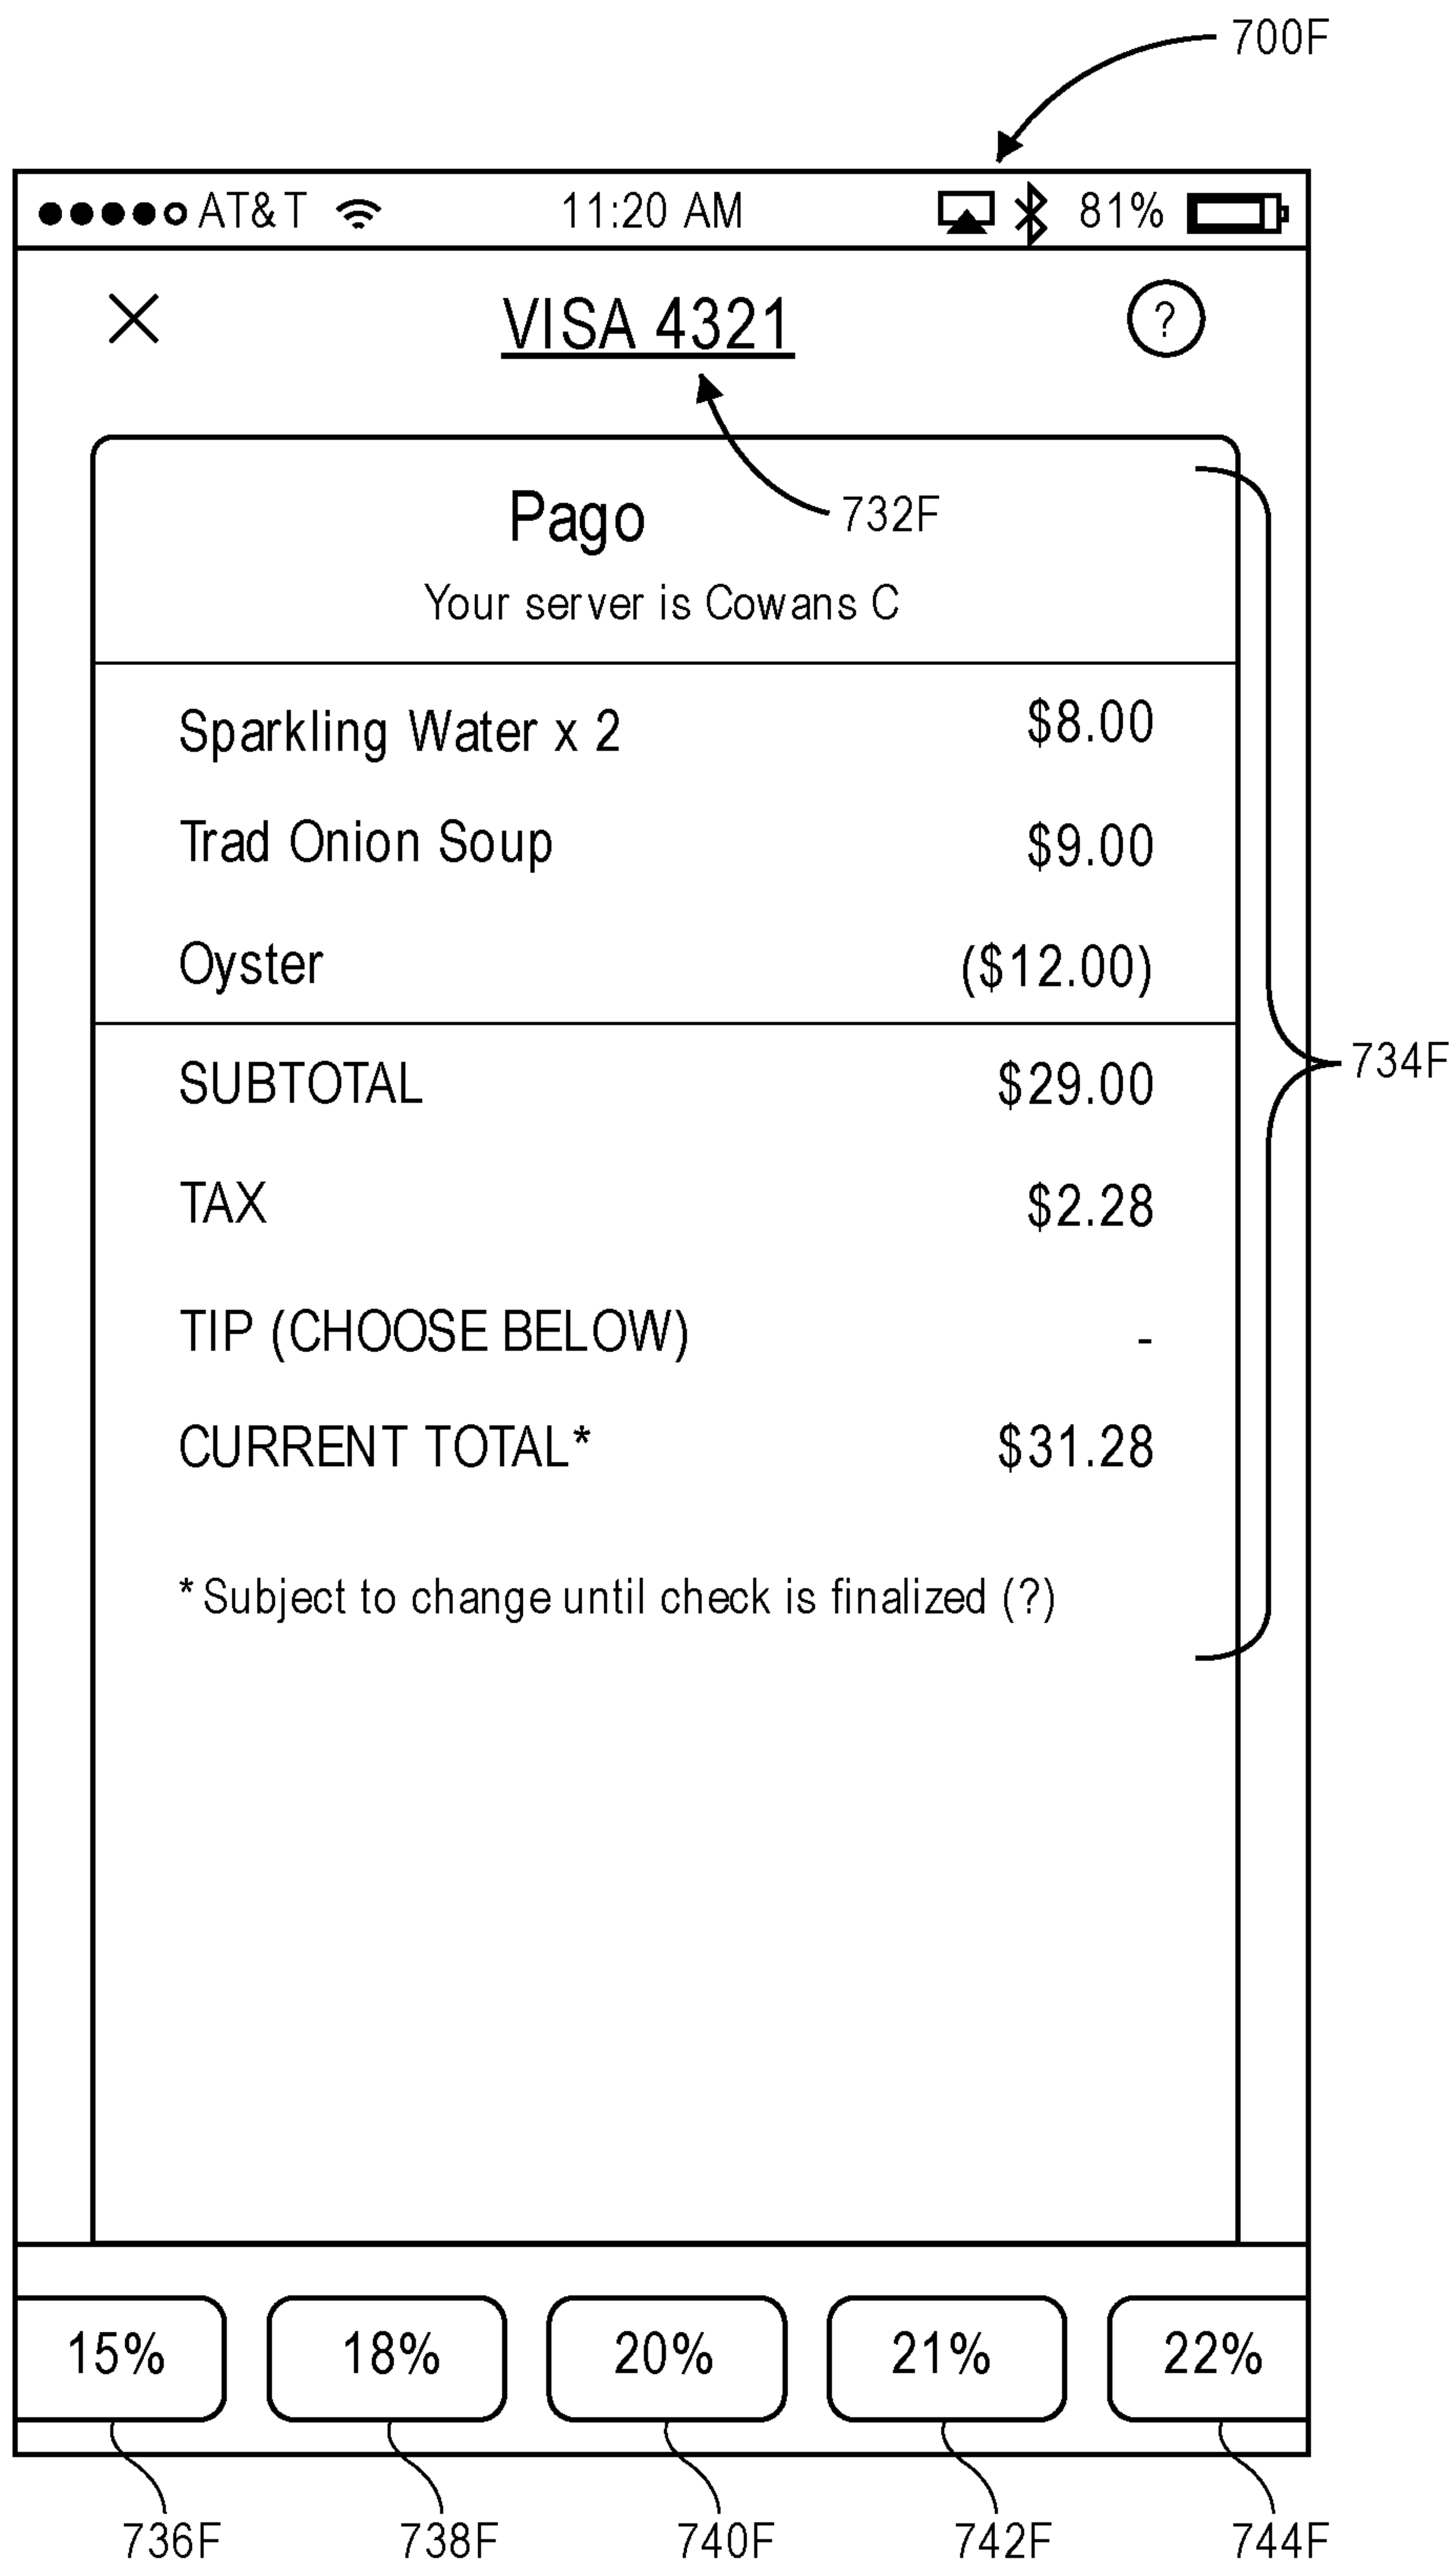 700F
AT&T 11:20 AM 81%
VISA 4321 ?
Pago 732F
Your server is Cowans C
Sparkling Water x 2 $8.00
Trad Onion Soup $9.00
Oyster ($12.00)
734F
SUBTOTAL $29.00
TAX $2.28
TIP (CHOOSE BELOW) -
CURRENT TOTAL* $31.28
* Subject to change until check is finalized (?)
15% 18% 20% 21% 22%
736F 738F 740F 742F 744F